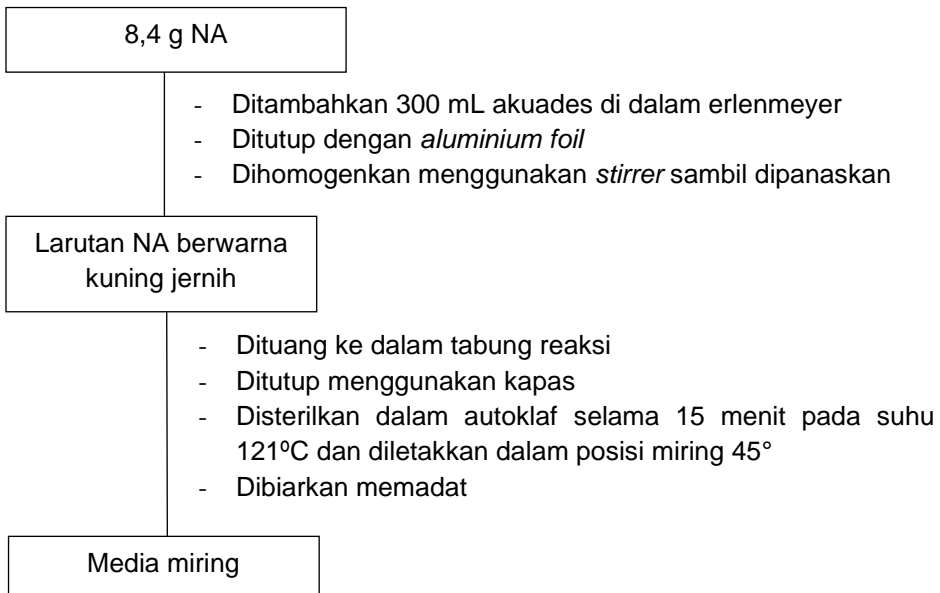 8,4 g NA
- Ditambahkan 300 mL akuades di dalam erlenmeyer
- Ditutup dengan aluminium foil
- Dihomogenkan menggunakan stirrer sambil dipanaskan
Larutan NA berwarna
kuning jernih
- Dituang ke dalam tabung reaksi
- Ditutup menggunakan kapas
- Disterilkan dalam autoklaf selama 15 menit pada suhu
121⁰C dan diletakkan dalam posisi miring 45°
- Dibiarkan memadat
Media miring